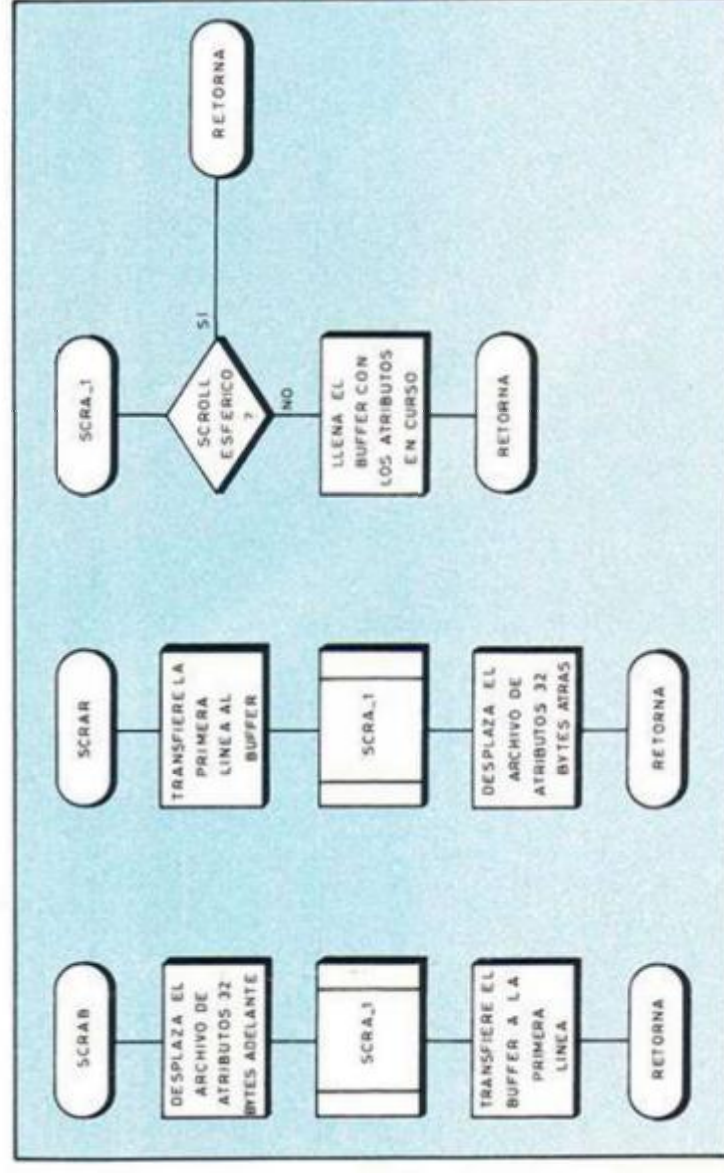 SCRAB
DESPLAZA EL
ARCHIVO DE
ATRIBUTOS 32
BYTES ADELANTE
SCRA_1
TRANSFIERE EL
BUFFER A LA
PRIMERA
LINEA
RETORNA
SCRAR
TRANSFIERE LA
PRIMERA
LINEA AL
BUFFER
SCRA_1
DESPLAZA EL
ARCHIVO DE
ATRIBUTOS 32
BYTES ATRAS
RETORNA
SCRA_1
SCROLL
ESFERICO
?
SI
RETORNA
NO
LLENA EL
BUFFER CON
LOS ATRIBUTOS
EN CURSO
RETORNA